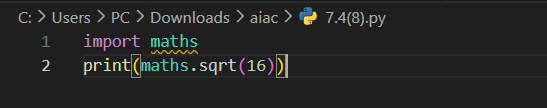 C: > Users > PC > Downloads > aiac > 7.4(8).py
1 import maths
2 print(maths.sqrt(16))